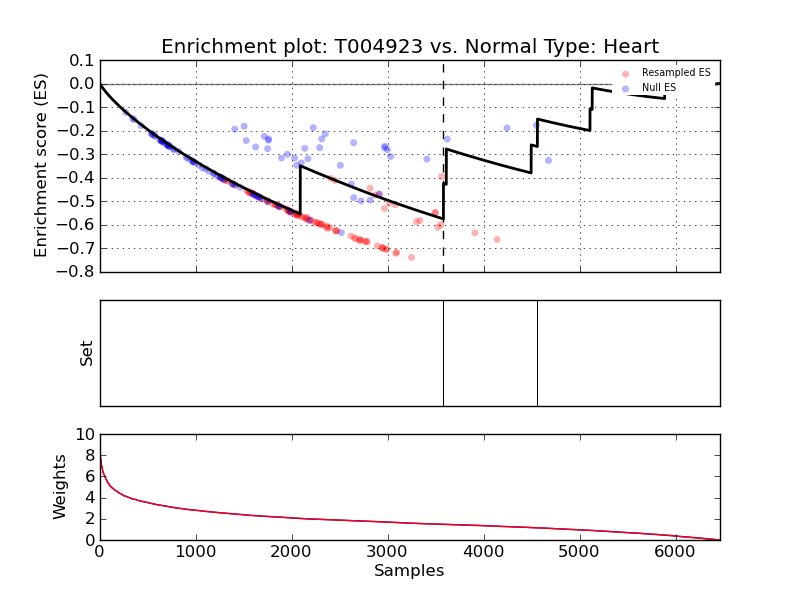 Enrichment plot: T004923 vs. Normal Type: Heart
0.1
0.0
−0.1
−0.2
−0.3
−0.4
−0.5
−0.6
−0.7
−0.8
Enrichment score (ES)
Resampled ES
Null ES
Set
10
8
6
4
2
0
Weights
0 1000 2000 3000 4000 5000 6000
Samples